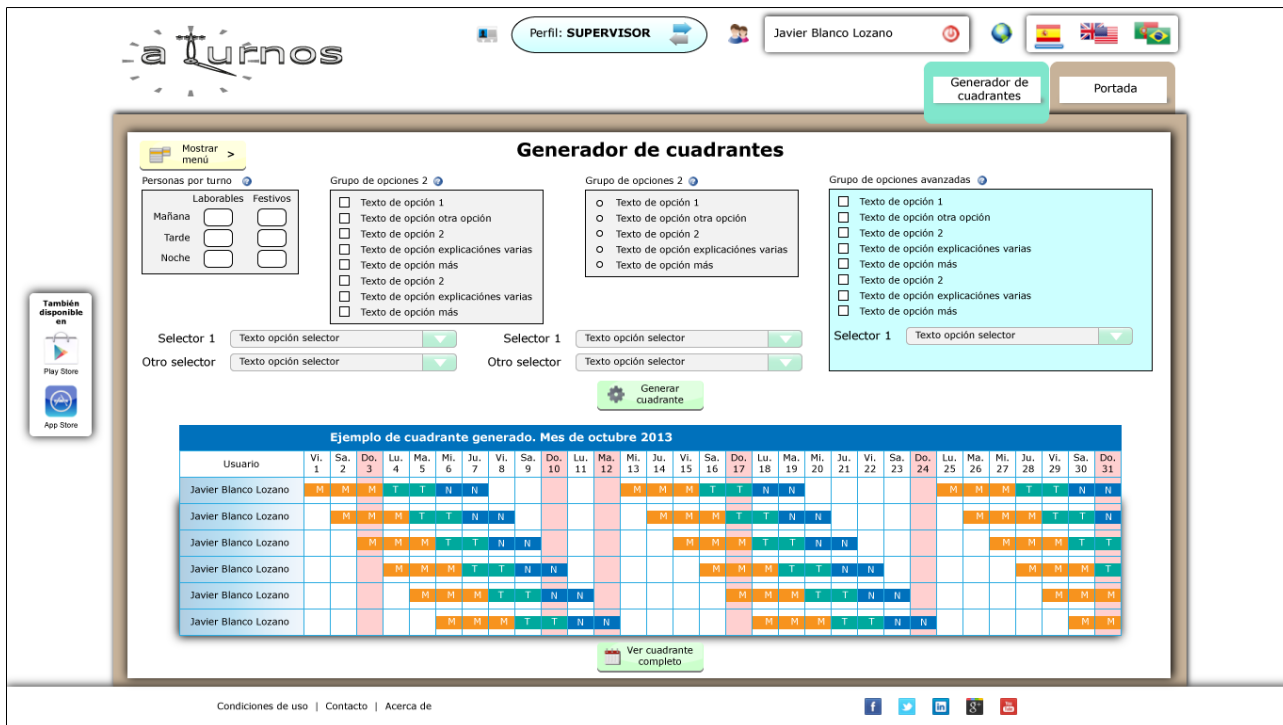 aTurnos
Perfil: SUPERVISOR
Javier Blanco Lozano
Generador de
cuadrantes
Portada
Mostrar
menú >
Generador de cuadrantes
Personas por turno ?
Laborables Festivos
Mañana
Tarde
Noche
Grupo de opciones 2 ?
Texto de opción 1
Texto de opción otra opción
Texto de opción 2
Texto de opción explicaciónes varias
Texto de opción más
Texto de opción 2
Texto de opción explicaciónes varias
Texto de opción más
Grupo de opciones 2 ?
Texto de opción 1
Texto de opción otra opción
Texto de opción 2
Texto de opción explicaciónes varias
Texto de opción más
Grupo de opciones avanzadas ?
Texto de opción 1
Texto de opción otra opción
Texto de opción 2
Texto de opción explicaciónes varias
Texto de opción más
Texto de opción 2
Texto de opción explicaciónes varias
Texto de opción más
Selector 1 Texto opción selector
Selector 1 Texto opción selector
Otro selector Texto opción selector
Selector 1 Texto opción selector
Otro selector Texto opción selector
También
disponible
en
Play Store
App Store
Generar
cuadrante
Ejemplo de cuadrante generado. Mes de octubre 2013
Usuario
Vi. Sa. Do. Lu. Ma. Mi. Ju. Vi. Sa. Do. Lu. Ma. Mi. Ju. Vi. Sa. Do. Lu. Ma. Mi. Ju. Vi. Sa. Do. Lu. Ma. Mi. Ju. Vi. Sa. Do.
1 2 3 4 5 6 7 8 9 10 11 12 13 14 15 16 17 18 19 20 21 22 23 24 25 26 27 28 29 30 31
Javier Blanco Lozano M M M T T N N M M M T T N N M M M T T N N
Javier Blanco Lozano M M M T T N N M M M T T N N M M M T T N
Javier Blanco Lozano M M M T T N N M M M T T N N M M M T T
Javier Blanco Lozano M M M T T N N M M M T T N N M M M T
Javier Blanco Lozano M M M T T N N M M M T T N N M M M
Javier Blanco Lozano M M M T T N N M M M T T N N M M
Ver cuadrante
completo
Condiciones de uso | Contacto | Acerca de
f in g+ You Tube